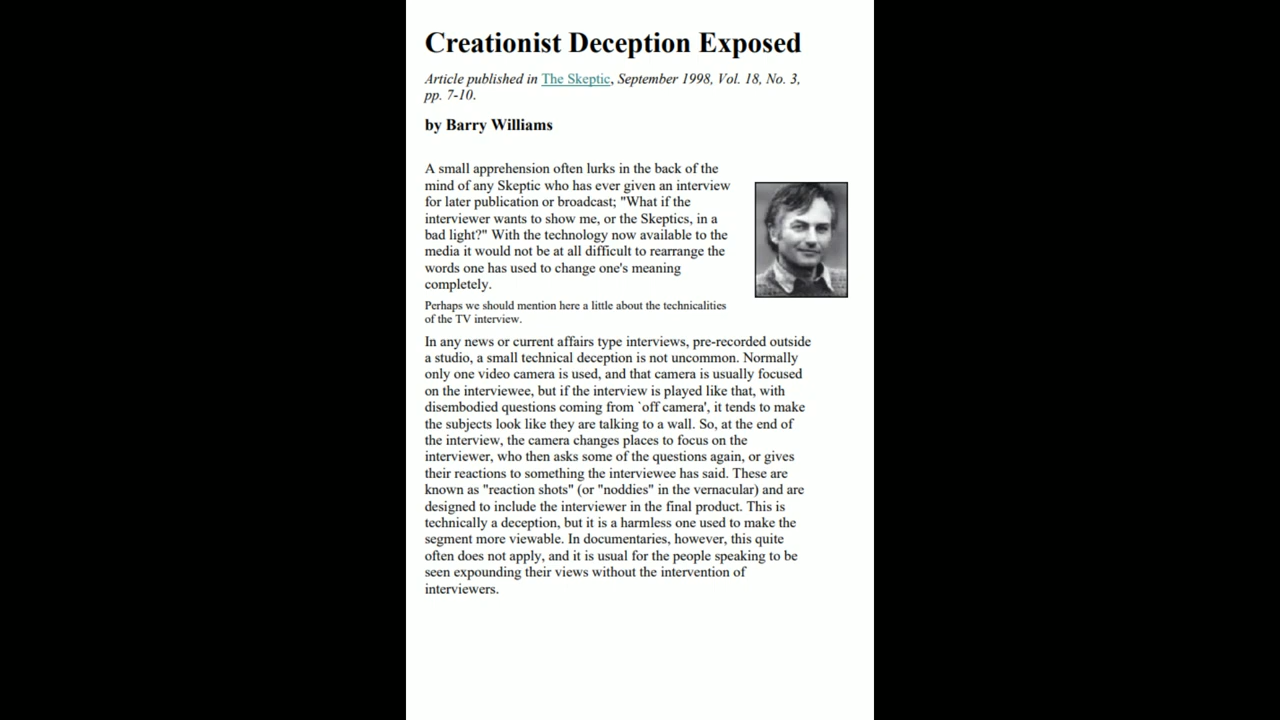 Creationist Deception Exposed
Article published in The Skeptic, September 1998, Vol. 18, No. 3,
pp. 7-10.
by Barry Williams
A small apprehension often lurks in the back of the
mind of any Skeptic who has ever given an interview
for later publication or broadcast; "What if the
interviewer wants to show me, or the Skeptics, in a
bad light?" With the technology now available to the
media it would not be at all difficult to rearrange the
words one has used to change one's meaning
completely.
Perhaps we should mention here a little about the technicalities
of the TV interview.
In any news or current affairs type interviews, pre-recorded outside
a studio, a small technical deception is not uncommon. Normally
only one video camera is used, and that camera is usually focused
on the interviewee, but if the interview is played like that, with
disembodied questions coming from `off camera', it tends to make
the subjects look like they are talking to a wall. So, at the end of
the interview, the camera changes places to focus on the
interviewer, who then asks some of the questions again, or gives
their reactions to something the interviewee has said. These are
known as "reaction shots" (or "noddies" in the vernacular) and are
designed to include the interviewer in the final product. This is
technically a deception, but it is a harmless one used to make the
segment more viewable. In documentaries, however, this quite
often does not apply, and it is usual for the people speaking to be
seen expounding their views without the intervention of
interviewers.